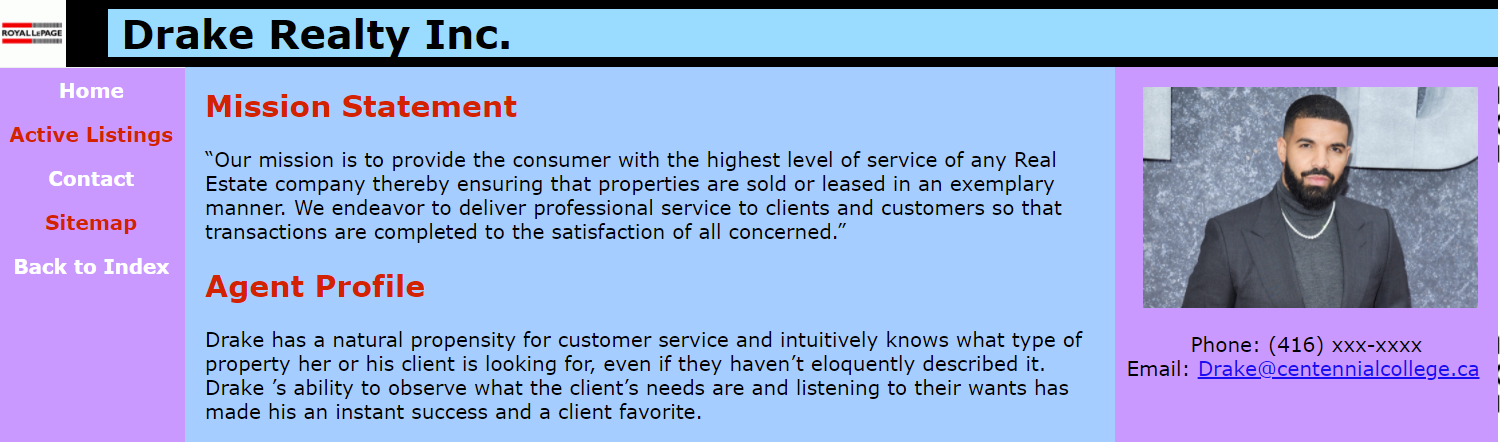 ROYAL LEPAGE
Drake Realty Inc.
Home
Active Listings
Contact
Sitemap
Back to Index
Mission Statement
“Our mission is to provide the consumer with the highest level of service of any Real
Estate company thereby ensuring that properties are sold or leased in an exemplary
manner. We endeavor to deliver professional service to clients and customers so that
transactions are completed to the satisfaction of all concerned.”
Agent Profile
Drake has a natural propensity for customer service and intuitively knows what type of
property her or his client is looking for, even if they haven’t eloquently described it.
Drake ’s ability to observe what the client’s needs are and listening to their wants has
made his an instant success and a client favorite.
Phone: (416) xxx-xxxx
Email: Drake@centennialcollege.ca